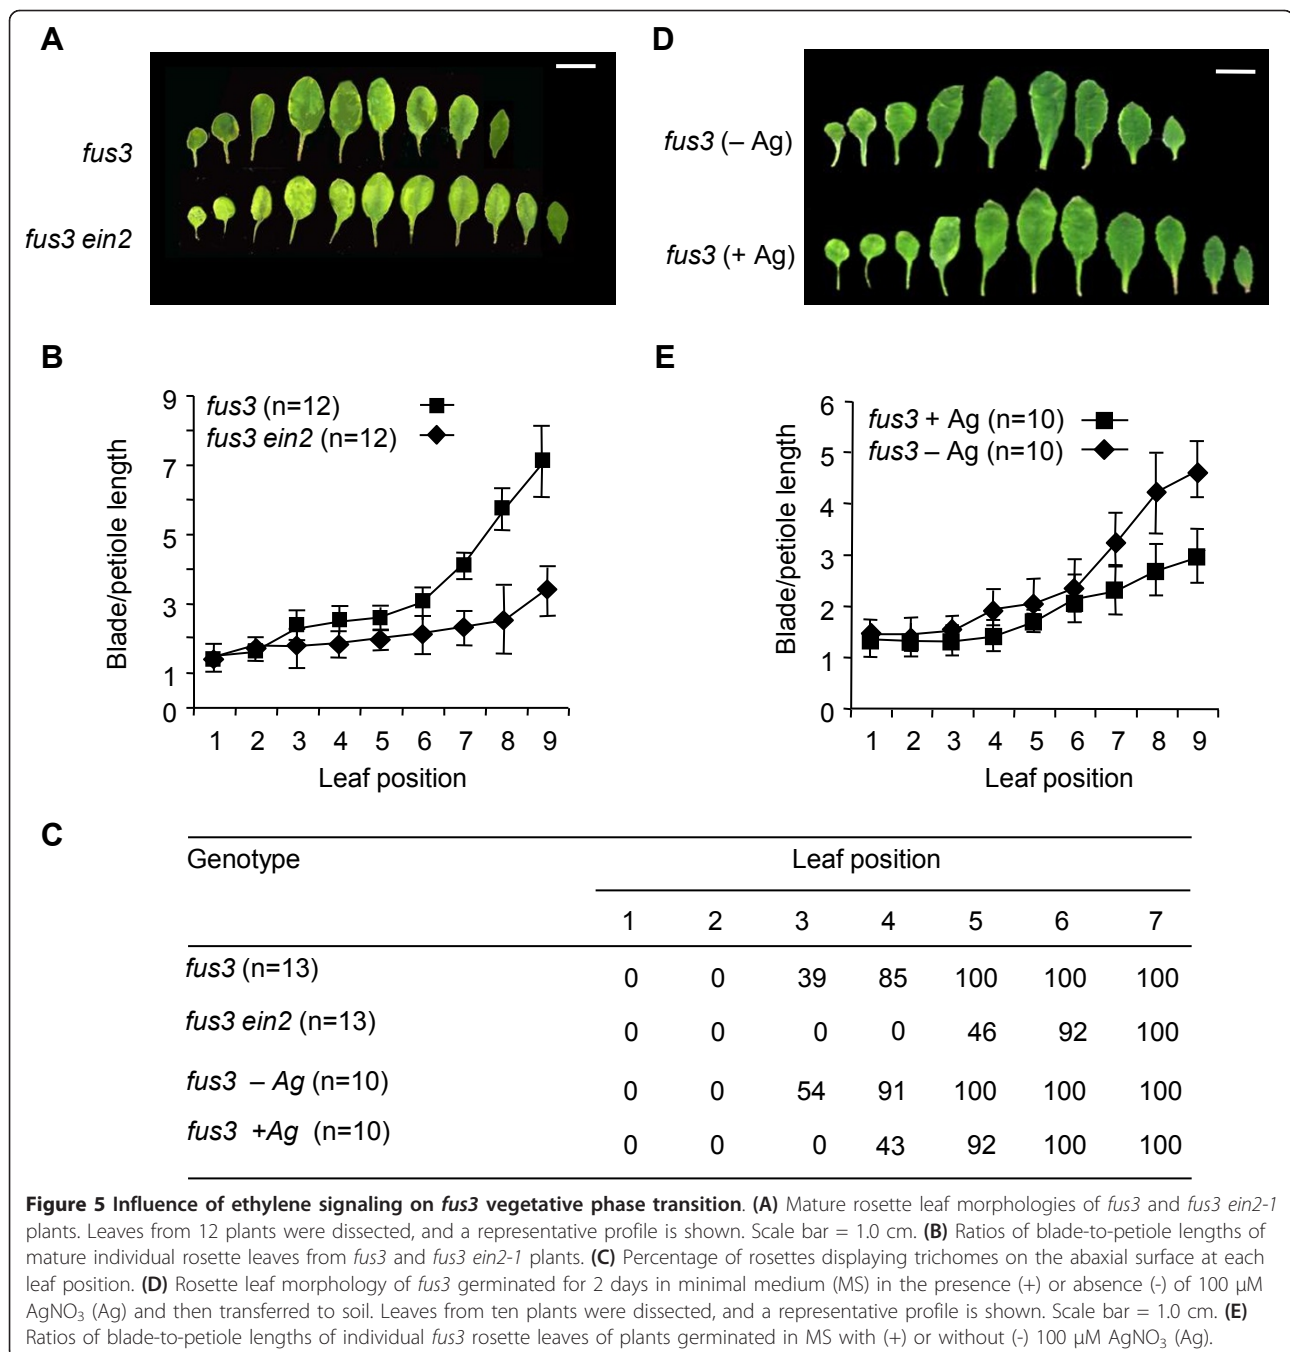 A
fus3
fus3 ein2
D
fus3 (– Ag)
fus3 (+ Ag)
B
9
7
5
3
1
0
Blade/petiole length
fus3 (n=12)
fus3 ein2 (n=12)
1 2 3 4 5 6 7 8 9
Leaf position
E
6
5
4
3
2
1
0
Blade/petiole length
fus3 + Ag (n=10)
fus3 – Ag (n=10)
1 2 3 4 5 6 7 8 9
Leaf position
C
Genotype Leaf position
1 2 3 4 5 6 7
fus3 (n=13) 0 0 39 85 100 100 100
fus3 ein2 (n=13) 0 0 0 0 46 92 100
fus3 – Ag (n=10) 0 0 54 91 100 100 100
fus3 +Ag (n=10) 0 0 0 43 92 100 100
Figure 5 Influence of ethylene signaling on fus3 vegetative phase transition. (A) Mature rosette leaf morphologies of fus3 and fus3 ein2-1
plants. Leaves from 12 plants were dissected, and a representative profile is shown. Scale bar = 1.0 cm. (B) Ratios of blade-to-petiole lengths of
mature individual rosette leaves from fus3 and fus3 ein2-1 plants. (C) Percentage of rosettes displaying trichomes on the abaxial surface at each
leaf position. (D) Rosette leaf morphology of fus3 germinated for 2 days in minimal medium (MS) in the presence (+) or absence (-) of 100 μM
AgNO₃ (Ag) and then transferred to soil. Leaves from ten plants were dissected, and a representative profile is shown. Scale bar = 1.0 cm. (E)
Ratios of blade-to-petiole lengths of individual fus3 rosette leaves of plants germinated in MS with (+) or without (-) 100 μM AgNO₃ (Ag).